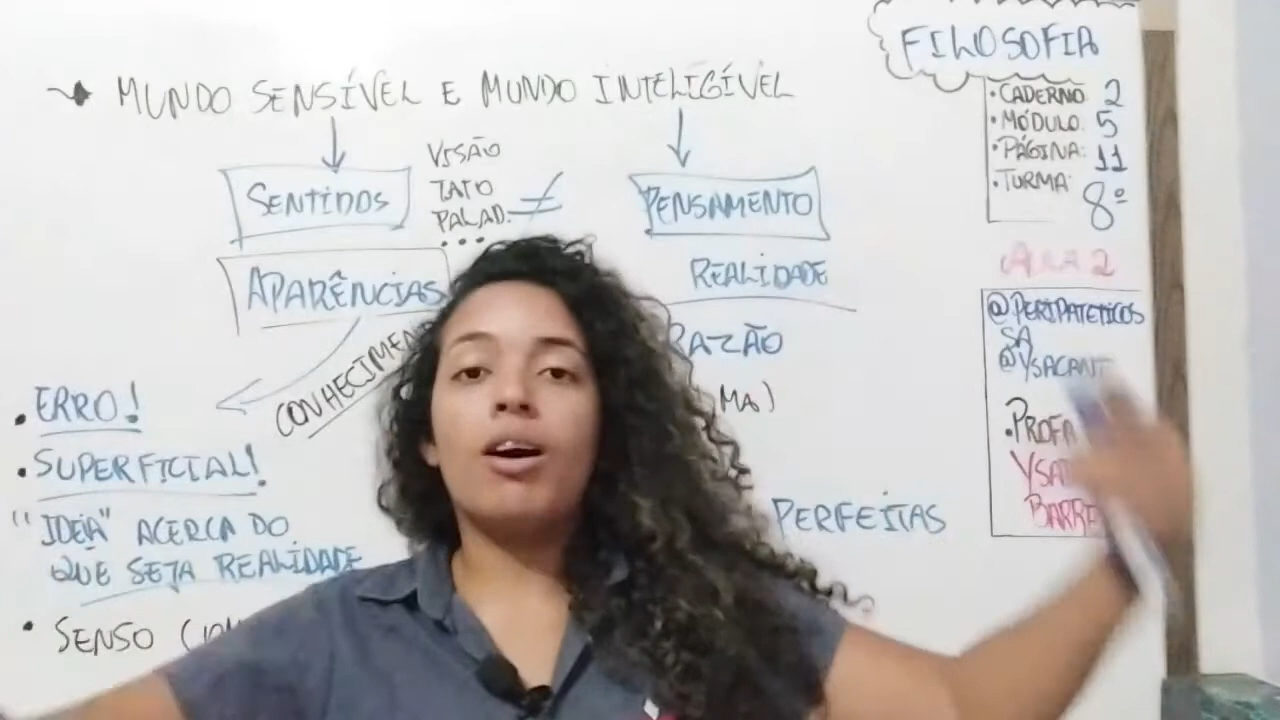 FILOSOFIA
MUNDO SENSÍVEL E MUNDO INTELIGÍVEL
• CADERNO: 2
• MÓDULO: 5
• PÁGINA: 11
• TURMA: 8º
VISÃO
TATO
PALAD.
...
≠
SENTIDOS
PENSAMENTO
APARÊNCIAS
REALIDADE
AULA 2
@PERIPATETICOS
SA
RAZÃO
• ERRO!
• SUPERFICIAL!
"IDEIA" ACERCA DO
QUE SEJA REALIDADE
• SENSO
PERFEITAS